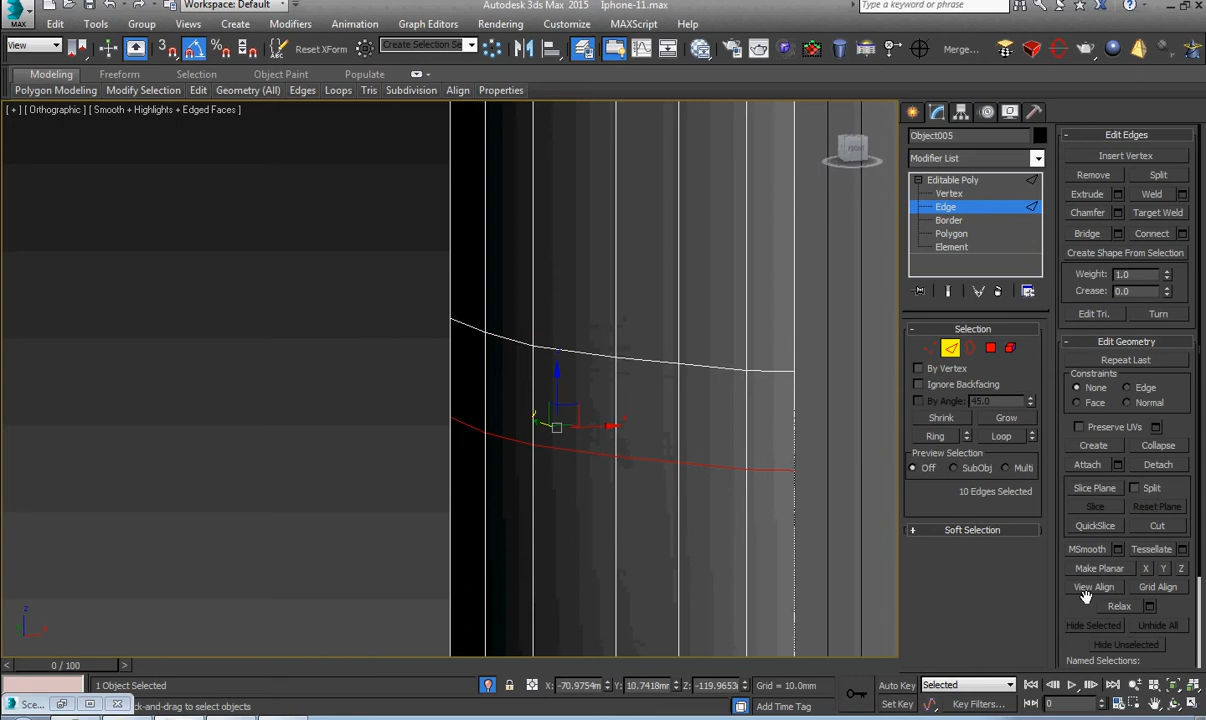 Workspace: Default
Autodesk 3ds Max 2015
Iphone-11.max
Type a keyword or phrase
MAX
Edit
Tools
Group
Views
Create
Modifiers
Animation
Graph Editors
Rendering
Customize
MAXScript
Help
View
Reset XForm
Create Selection Se
Merge...
Modeling
Freeform
Selection
Object Paint
Populate
Polygon Modeling
Modify Selection
Edit
Geometry (All)
Edges
Loops
Tris
Subdivision
Align
Properties
[ + ] [ Orthographic ] [ Smooth + Highlights + Edged Faces ]
Object005
Modifier List
Editable Poly
Vertex
Edge
Border
Polygon
Element
Selection
By Vertex
Ignore Backfacing
By Angle: 45.0
Shrink
Grow
Ring
Loop
Preview Selection
Off
SubObj
Multi
10 Edges Selected
Soft Selection
Edit Edges
Insert Vertex
Remove
Split
Extrude
Weld
Chamfer
Target Weld
Bridge
Connect
Create Shape From Selection
Weight: 1.0
Crease: 0.0
Edit Tri.
Turn
Edit Geometry
Repeat Last
Constraints
None
Edge
Face
Normal
Preserve UVs
Create
Collapse
Attach
Detach
Slice Plane
Split
Slice
Reset Plane
QuickSlice
Cut
MSmooth
Tessellate
Make Planar
X
Y
Z
View Align
Grid Align
Relax
Hide Selected
Unhide All
Hide Unselected
Named Selections:
0 / 100
1 Object Selected
X: -70.9754m
Y: 10.7418m
Z: -119.9653
Grid = 10.0mm
Auto Key
Selected
Sce...
ck-and-drag to select objects
Add Time Tag
Set Key
Key Filters...
0